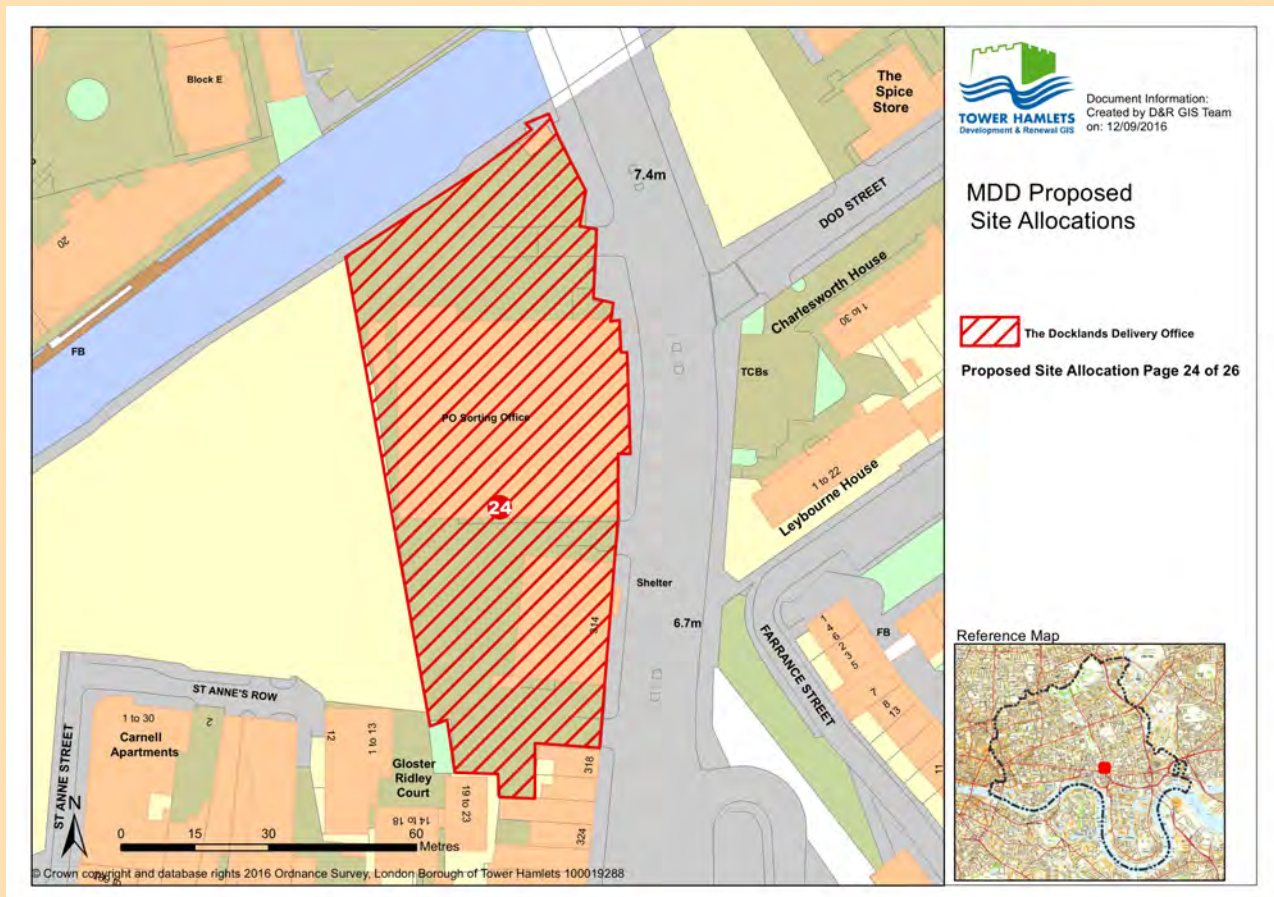 Block E
The
Spice
Store
7.4m
DOD STREET
20
FB
Charlesworth House
1 to 30
TCBs
PO Sorting Office
1 to 22
Leybourne House
24
Shelter
314
6.7m
FARRANCE STREET
FB
1
4
6
2
3
5
7
8
13
11
ST ANNE'S ROW
ST ANNE STREET
1 to 30
Carnell
Apartments
2
12
1 to 13
Gloster
Ridley
Court
14 to 18
19 to 23
318
324
N
0 15 30 60
Metres
© Crown copyright and database rights 2016 Ordnance Survey, London Borough of Tower Hamlets 100019288
TOWER HAMLETS
Development & Renewal GIS
Document Information:
Created by D&R GIS Team
on: 12/09/2016
MDD Proposed
Site Allocations
The Docklands Delivery Office
Proposed Site Allocation Page 24 of 26
Reference Map